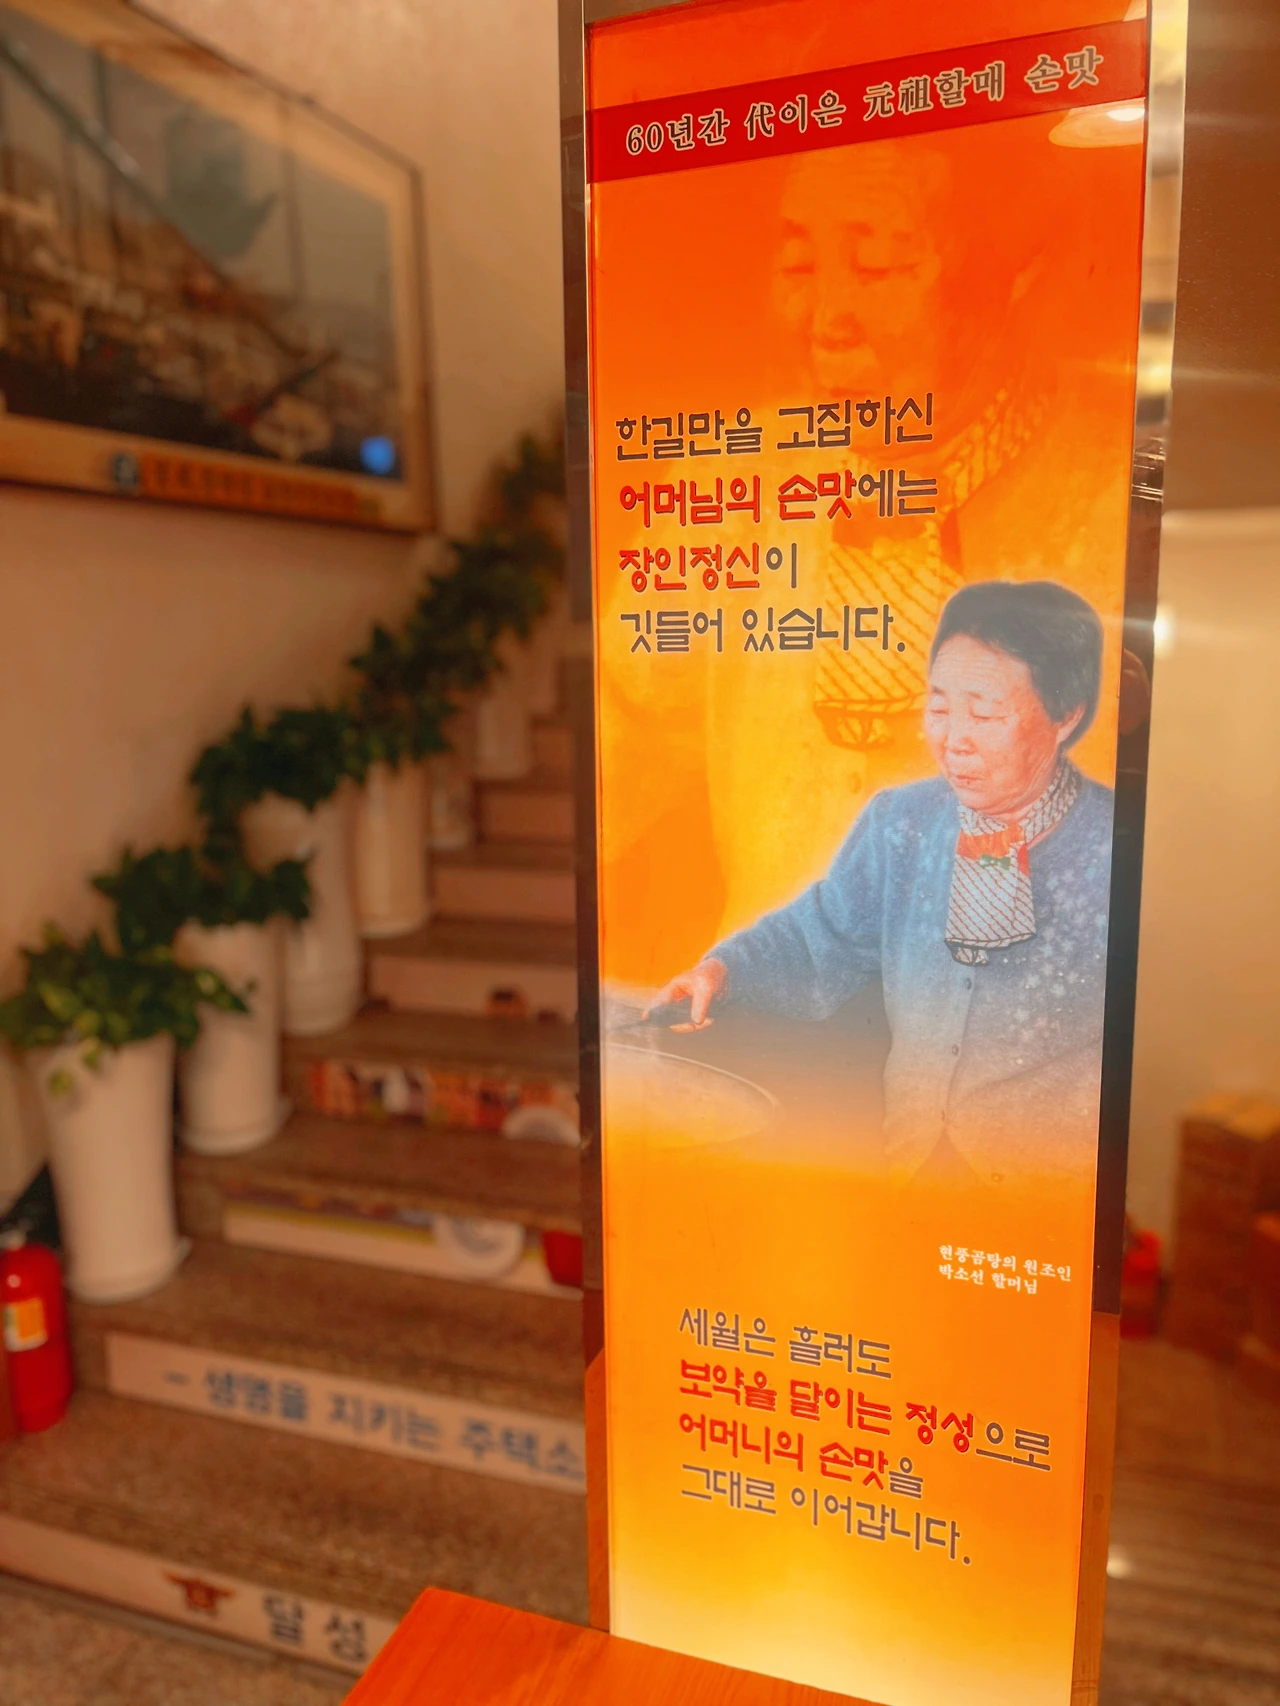 60년간 代이은 元祖할매 손맛
한길만을 고집하신
어머님의 손맛에는
장인정신이
깃들어 있습니다.
현풍곰탕의 원조인
박소선 할머님
세월은 흘러도
보약을 달이는 정성으로
어머니의 손맛을
그대로 이어갑니다.
- 생명을 지키는 주택소
달성